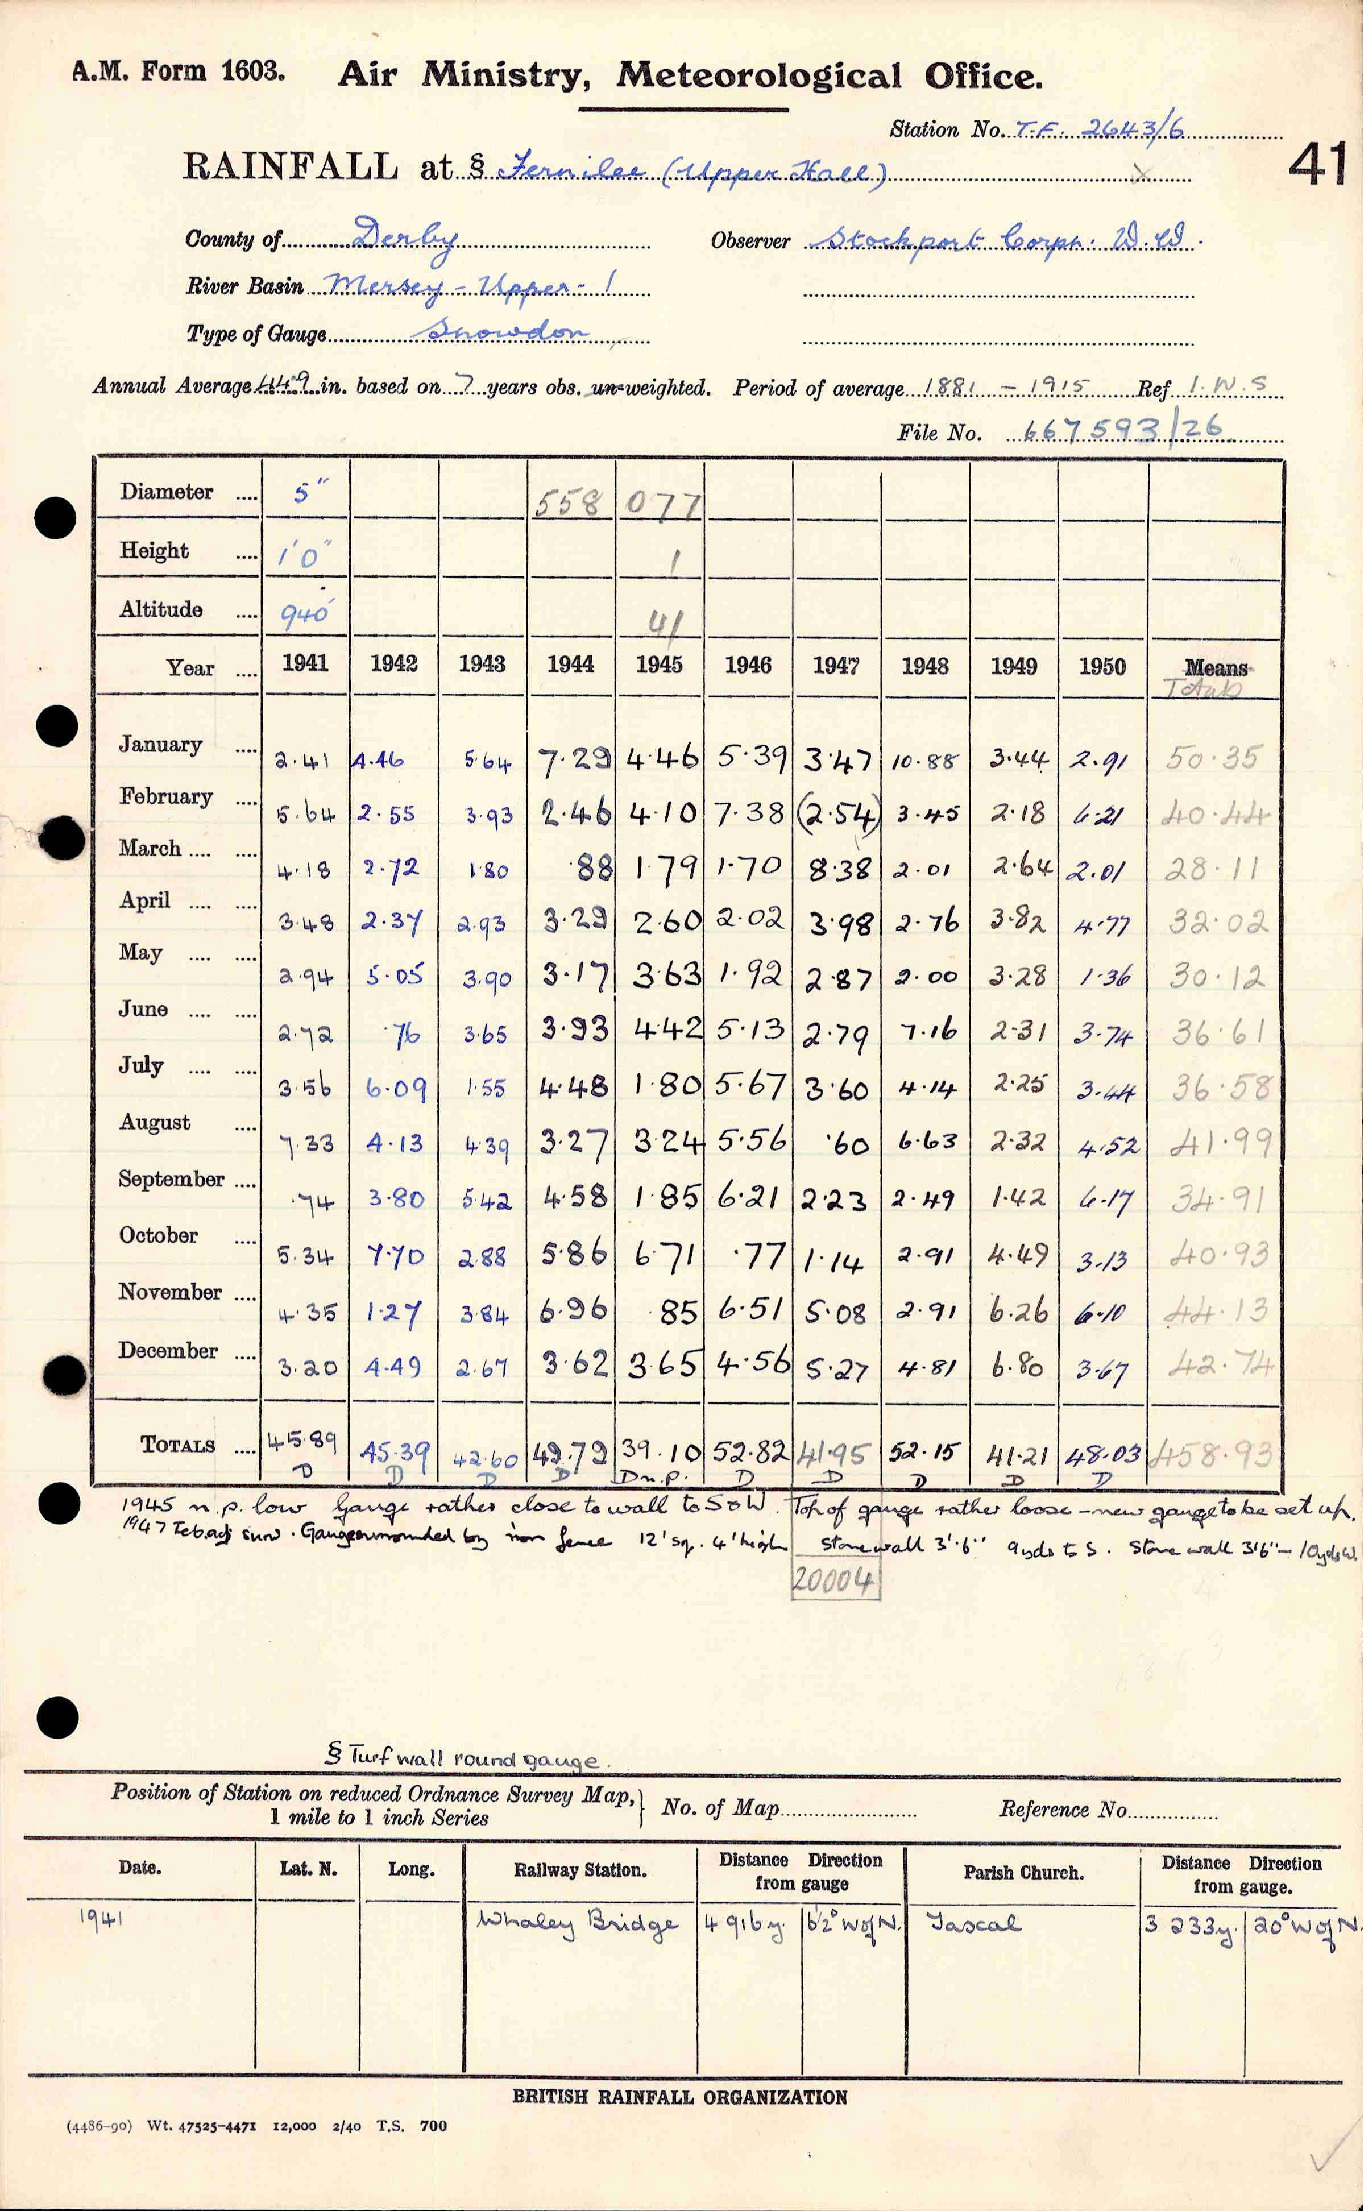 A.M. Form 1603. Air Ministry, Meteorological Office.
Station No. T.F. 2643/6
41
RAINFALL at § Fernilee (Upper Hall) x
County of Derby Observer Stockport Corpn. W.W.
River Basin Mersey - Upper - 1
Type of Gauge Snowdon
Annual Average 44.9 in. based on 7 years obs. un-weighted. Period of average 1881 - 1915 Ref I.W.S
File No. 667593/26
Diameter .... 5" 558 077
Height .... 1'0" 1
Altitude .... 940' 41
Year .... 1941 1942 1943 1944 1945 1946 1947 1948 1949 1950 Means
Totals
January .... 2.41 4.46 5.64 7.29 4.46 5.39 3.47 10.88 3.44 2.91 50.35
February .... 5.64 2.55 3.93 2.46 4.10 7.38 (2.54) 3.45 2.18 6.21 40.44
March .... .... 4.18 2.72 1.80 .88 1.79 1.70 8.38 2.01 2.64 2.01 28.11
April .... .... 3.48 2.37 2.93 3.29 2.60 2.02 3.98 2.76 3.82 4.77 32.02
May .... .... 2.94 5.05 3.90 3.17 3.63 1.92 2.87 2.00 3.28 1.36 30.12
June .... .... 2.72 .76 3.65 3.93 4.42 5.13 2.79 7.16 2.31 3.74 36.61
July .... .... 3.56 6.09 1.55 4.48 1.80 5.67 3.60 4.14 2.25 3.44 36.58
August .... 7.33 4.13 4.39 3.27 3.24 5.56 .60 6.63 2.32 4.52 41.99
September .... .74 3.80 5.42 4.58 1.85 6.21 2.23 2.49 1.42 6.17 34.91
October .... 5.34 7.70 2.88 5.86 6.71 .77 1.14 2.91 4.49 3.13 40.93
November .... 4.35 1.27 3.84 6.96 .85 6.51 5.08 2.91 6.26 6.10 44.13
December .... 3.20 4.49 2.67 3.62 3.65 4.56 5.27 4.81 6.80 3.67 42.74
TOTALS .... 45.89 45.39 42.60 49.79 39.10 52.82 41.95 52.15 41.21 48.03 458.93
D D D D D n.p. D D D D D
1945 n.p. low Gauge rather close to wall to S & W. Top of gauge rather loose - new gauge to be set up.
1947 Feb. adj snow. Gauge surrounded by iron fence 12' sq. 4' high stone wall 3'.6" 9yds to S. Stone wall 3'6" - 10yds W.
20004
§ Turf wall round gauge.
Position of Station on reduced Ordnance Survey Map, 1 mile to 1 inch Series } No. of Map Reference No.
Date. Lat. N. Long. Railway Station. Distance Direction from gauge Parish Church. Distance Direction from gauge.
1941 Whaley Bridge 4 916y. 62° W of N. Taxcal 3 233y. 20° W of N.
BRITISH RAINFALL ORGANIZATION
(4486-90) Wt. 47525-4471 12,000 2/40 T.S. 700